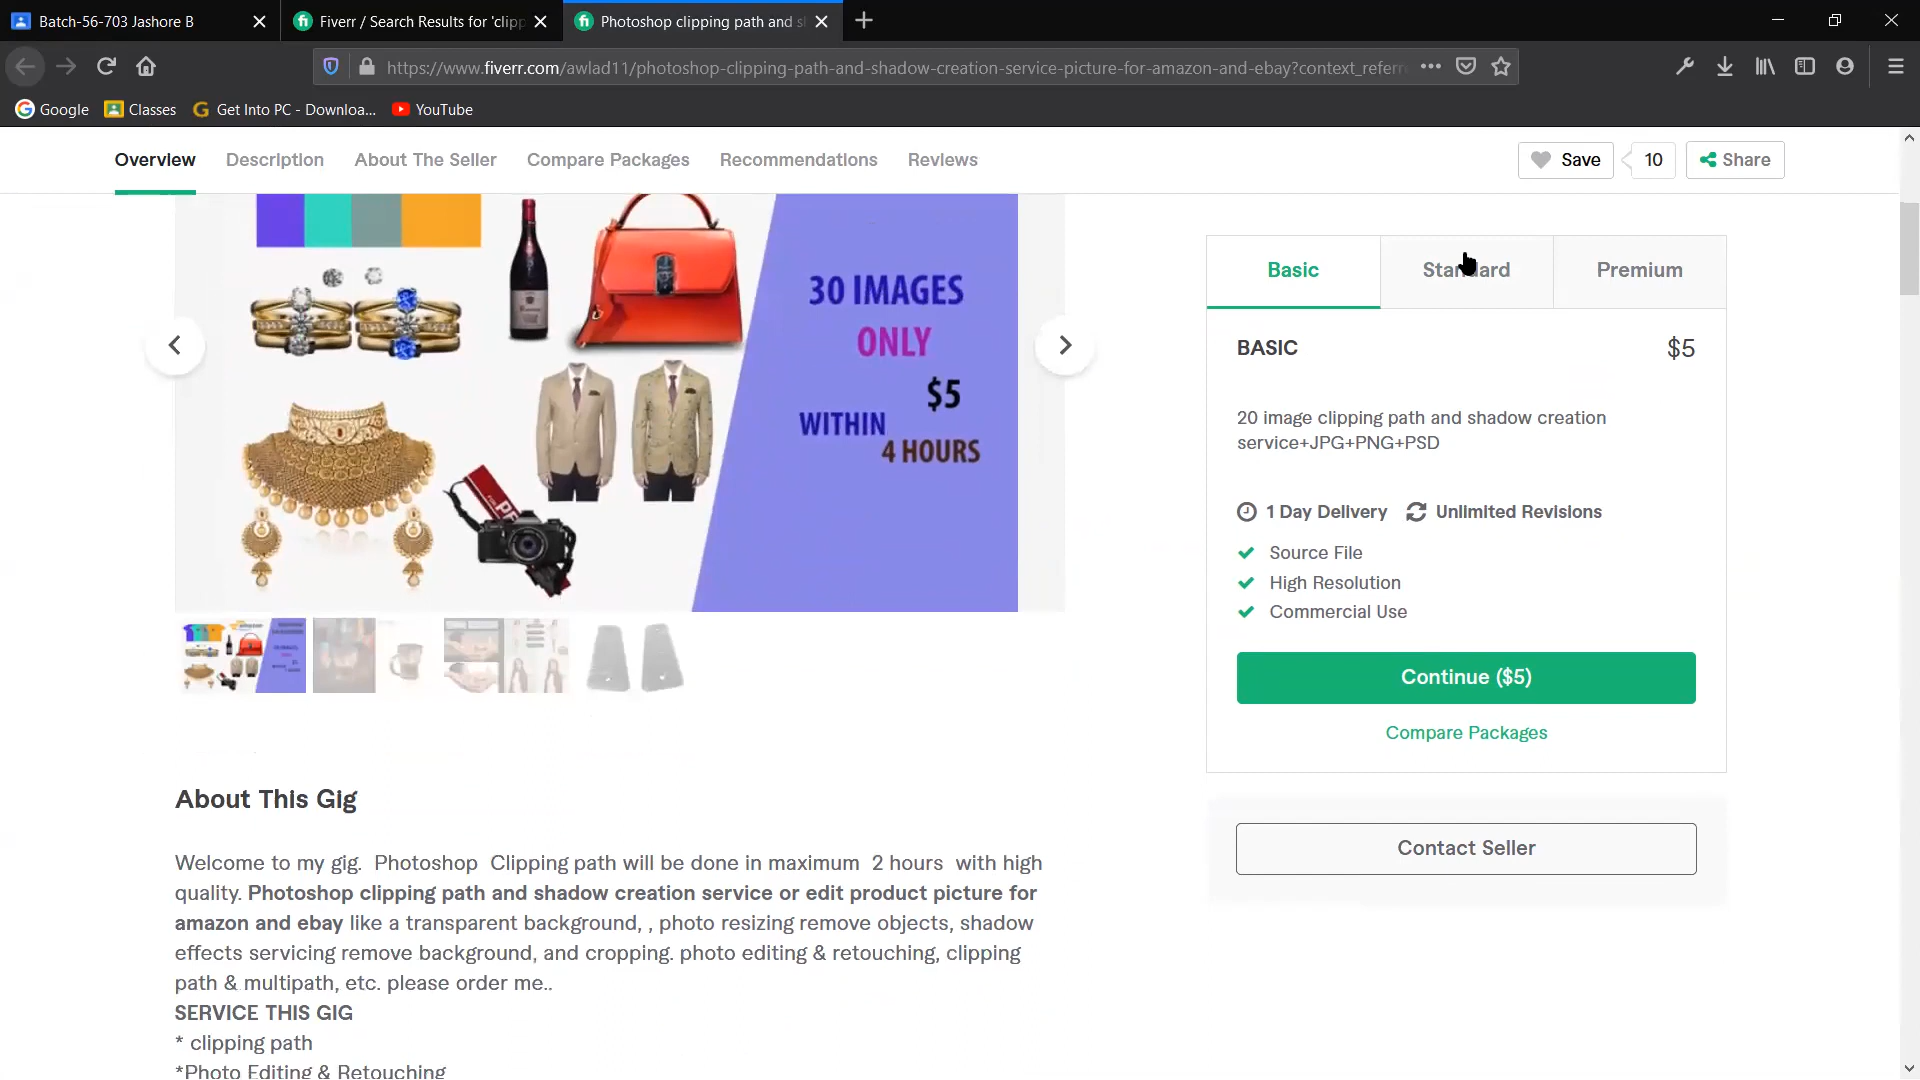 Batch-56-703 Jashore B
Fiverr / Search Results for 'clipp
Photoshop clipping path and s
https://www.fiverr.com/awlad11/photoshop-clipping-path-and-shadow-creation-service-picture-for-amazon-and-ebay?context_referr
Google
Classes
Get Into PC - Downloa...
YouTube
Overview
Description
About The Seller
Compare Packages
Recommendations
Reviews
Save
10
Share
30 IMAGES
ONLY
$5
WITHIN
4 HOURS
Basic
Standard
Premium
BASIC
$5
20 image clipping path and shadow creation
service+JPG+PNG+PSD
1 Day Delivery
Unlimited Revisions
Source File
High Resolution
Commercial Use
Continue ($5)
Compare Packages
Contact Seller
About This Gig
Welcome to my gig. Photoshop Clipping path will be done in maximum 2 hours with high
quality. Photoshop clipping path and shadow creation service or edit product picture for
amazon and ebay like a transparent background, , photo resizing remove objects, shadow
effects servicing remove background, and cropping. photo editing & retouching, clipping
path & multipath, etc. please order me..
SERVICE THIS GIG
* clipping path
*Photo Editing & Retouching